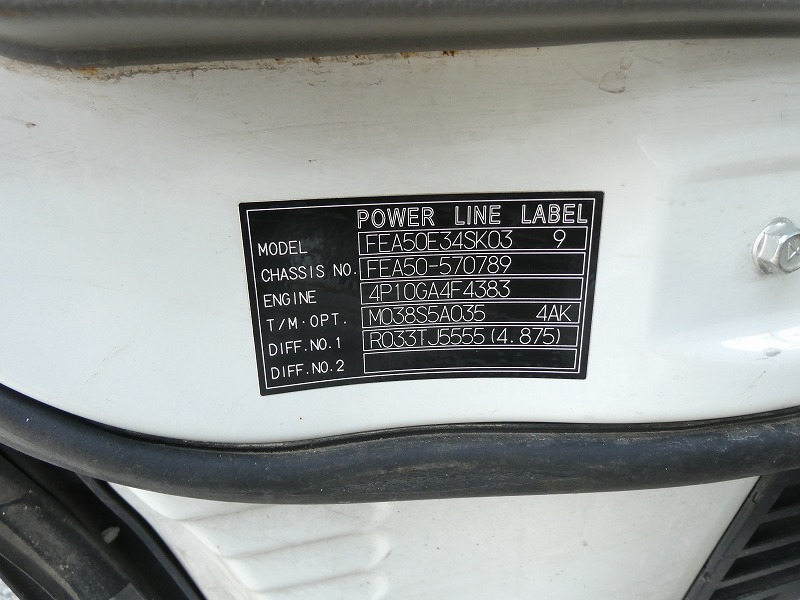 POWER LINE LABEL
MODEL FEA50E34SK03 9
CHASSIS NO. FEA50-570789
ENGINE 4P10GA4F4383
T/M·OPT. M038S5A035 4AK
DIFF.NO.1 R033TJ5555(4.875)
DIFF.NO.2